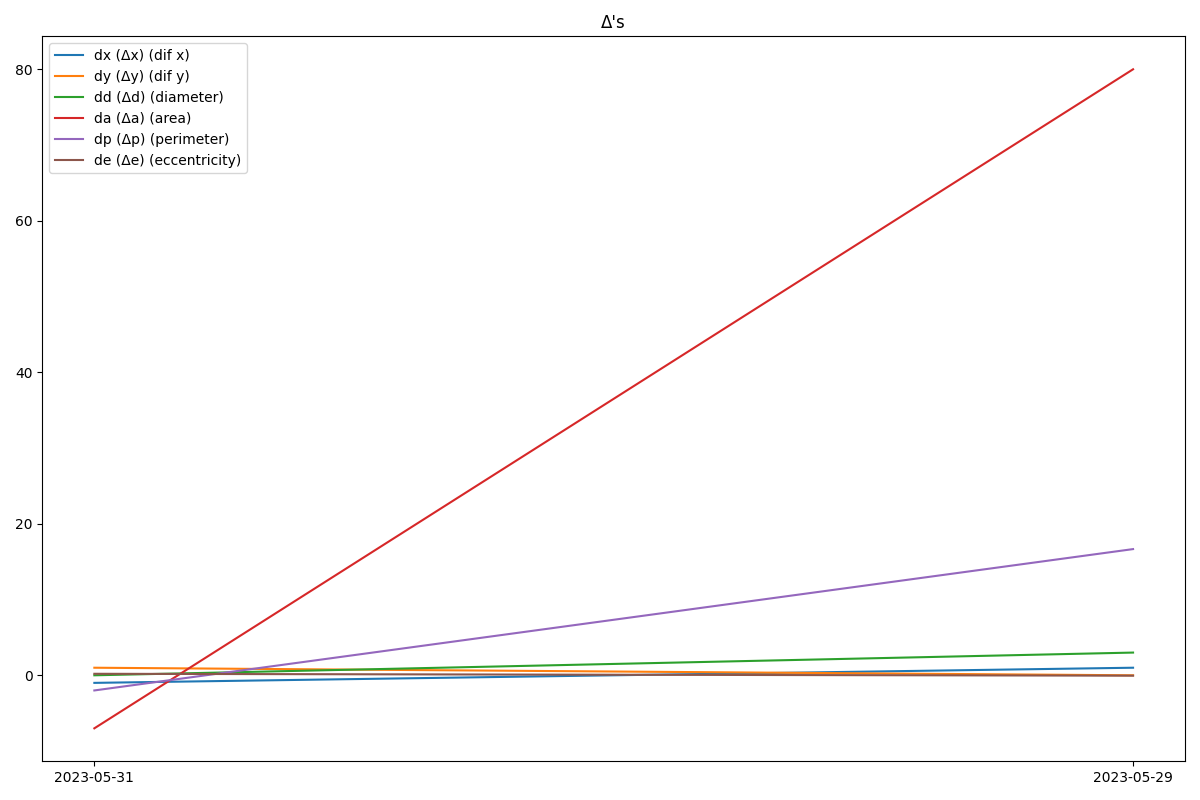 Δ's
dx (Δx) (dif x)
dy (Δy) (dif y)
dd (Δd) (diameter)
da (Δa) (area)
dp (Δp) (perimeter)
de (Δe) (eccentricity)
80
60
40
20
0
2023-05-31
2023-05-29